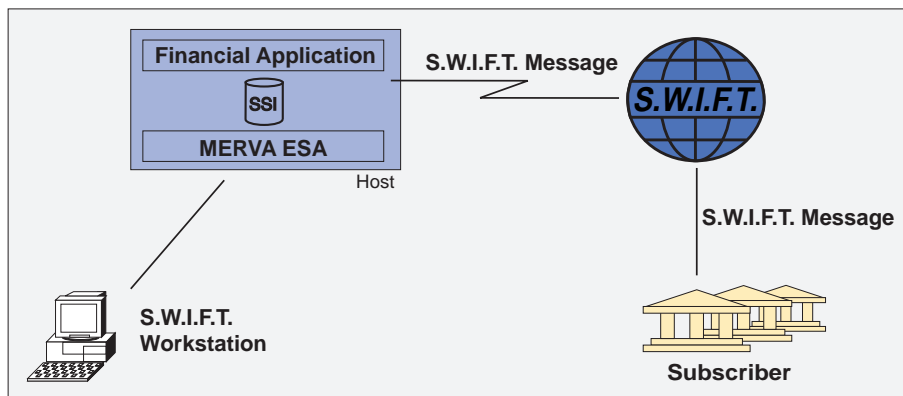 Financial Application
SSI
MERVA ESA
Host
S.W.I.F.T. Message
S.W.I.F.T.
S.W.I.F.T. Message
S.W.I.F.T.
Workstation
Subscriber